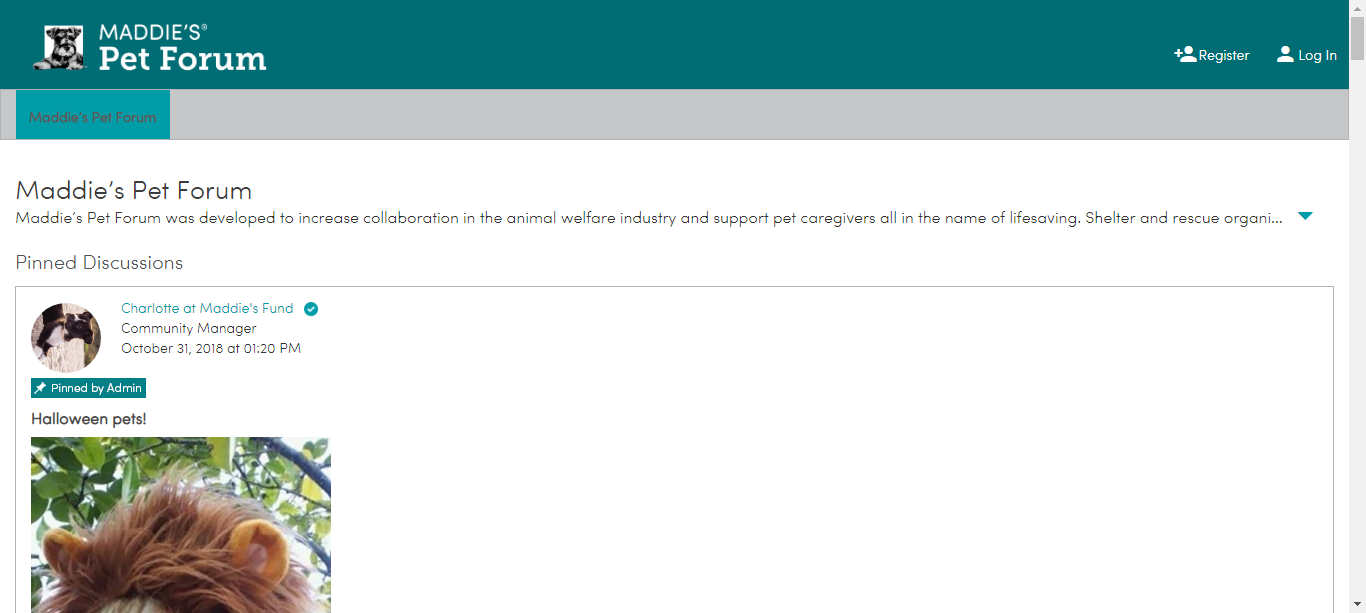 MADDIE'S®
Pet Forum
Register
Log In
Maddie's Pet Forum
Maddie's Pet Forum
Maddie's Pet Forum was developed to increase collaboration in the animal welfare industry and support pet caregivers all in the name of lifesaving. Shelter and rescue organi...
Pinned Discussions
Charlotte at Maddie's Fund
Community Manager
October 31, 2018 at 01:20 PM
Pinned by Admin
Halloween pets!